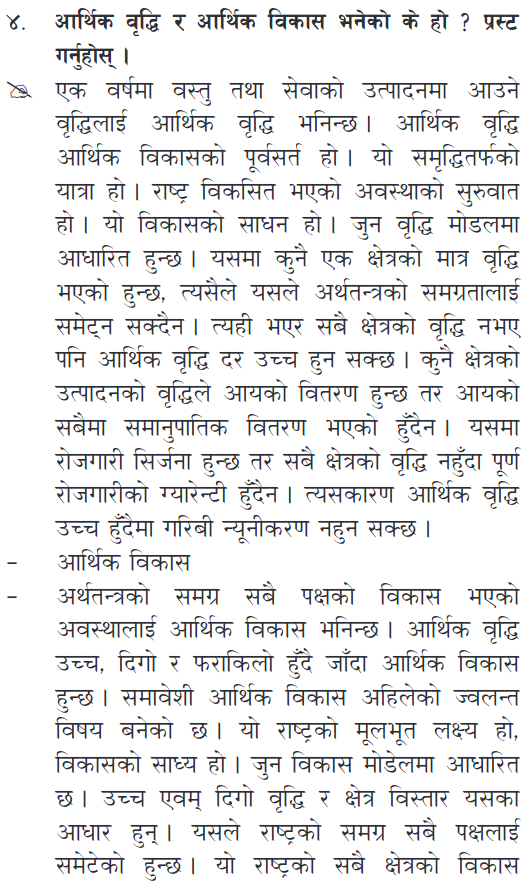 ४. आर्थिक वृद्धि र आर्थिक विकास भनेको के हो ? प्रस्ट
गर्नुहोस् ।
एक वर्षमा वस्तु तथा सेवाको उत्पादनमा आउने
वृद्धिलाई आर्थिक वृद्धि भनिन्छ । आर्थिक वृद्धि
आर्थिक विकासको पूर्वसर्त हो । यो समृद्धितर्फको
यात्रा हो । राष्ट्र विकसित भएको अवस्थाको सुरुवात
हो । यो विकासको साधन हो । जुन वृद्धि मोडलमा
आधारित हुन्छ । यसमा कुनै एक क्षेत्रको मात्र वृद्धि
भएको हुन्छ, त्यसैले यसले अर्थतन्त्रको समग्रतालाई
समेट्न सक्दैन । त्यही भएर सबै क्षेत्रको वृद्धि नभए
पनि आर्थिक वृद्धि दर उच्च हुन सक्छ । कुनै क्षेत्रको
उत्पादनको वृद्धिले आयको वितरण हुन्छ तर आयको
सबैमा समानुपातिक वितरण भएको हुँदैन । यसमा
रोजगारी सिर्जना हुन्छ तर सबै क्षेत्रको वृद्धि नहुँदा पूर्ण
रोजगारीको ग्यारेन्टी हुँदैन । त्यसकारण आर्थिक वृद्धि
उच्च हुँदैमा गरिबी न्यूनीकरण नहुन सक्छ ।
– आर्थिक विकास
– अर्थतन्त्रको समग्र सबै पक्षको विकास भएको
अवस्थालाई आर्थिक विकास भनिन्छ । आर्थिक वृद्धि
उच्च, दिगो र फराकिलो हुँदै जाँदा आर्थिक विकास
हुन्छ । समावेशी आर्थिक विकास अहिलेको ज्वलन्त
विषय बनेको छ । यो राष्ट्रको मूलभूत लक्ष्य हो,
विकासको साध्य हो । जुन विकास मोडेलमा आधारित
छ । उच्च एवम् दिगो वृद्धि र क्षेत्र विस्तार यसका
आधार हुन् । यसले राष्ट्रको समग्र सबै पक्षलाई
समेटेको हुन्छ । यो राष्ट्रको सबै क्षेत्रको विकास